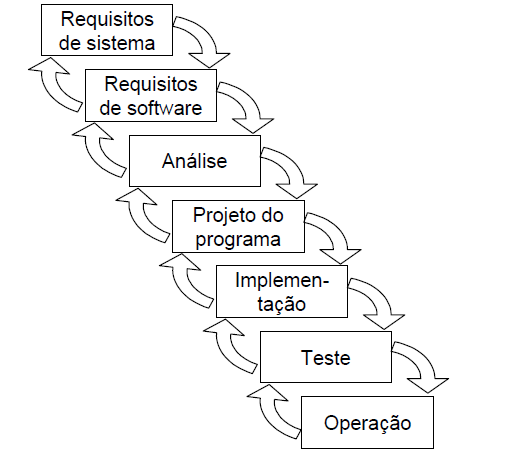 Requisitos
de sistema
Requisitos
de software
Análise
Projeto do
programa
Implemen-
tação
Teste
Operação